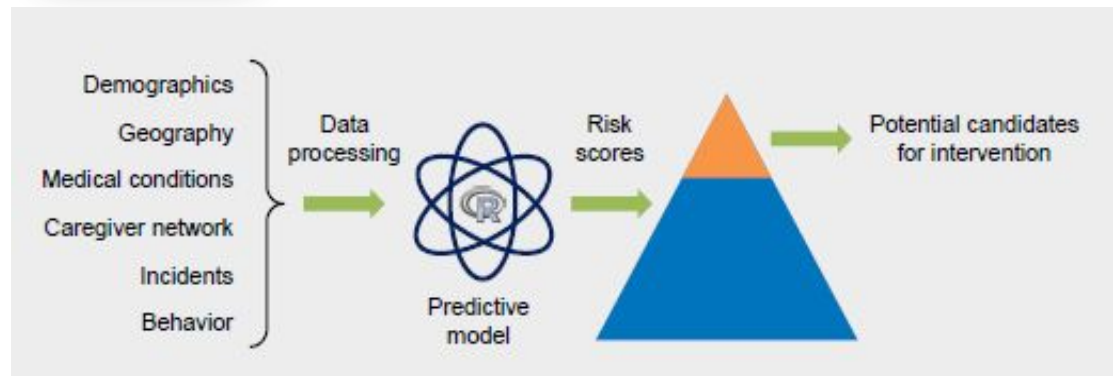 Demographics
Geography
Medical conditions
Caregiver network
Incidents
Behavior
Data
processing
R
Predictive
model
Risk
scores
Potential candidates
for intervention